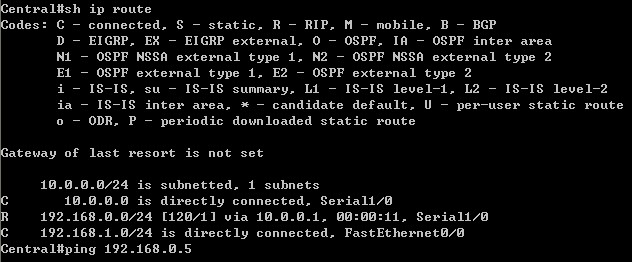 Central#sh ip route
Codes: C - connected, S - static, R - RIP, M - mobile, B - BGP
       D - EIGRP, EX - EIGRP external, O - OSPF, IA - OSPF inter area
       N1 - OSPF NSSA external type 1, N2 - OSPF NSSA external type 2
       E1 - OSPF external type 1, E2 - OSPF external type 2
       i - IS-IS, su - IS-IS summary, L1 - IS-IS level-1, L2 - IS-IS level-2
       ia - IS-IS inter area, * - candidate default, U - per-user static route
       o - ODR, P - periodic downloaded static route
Gateway of last resort is not set
     10.0.0.0/24 is subnetted, 1 subnets
C       10.0.0.0 is directly connected, Serial1/0
R    192.168.0.0/24 [120/1] via 10.0.0.1, 00:00:11, Serial1/0
C    192.168.1.0/24 is directly connected, FastEthernet0/0
Central#ping 192.168.0.5